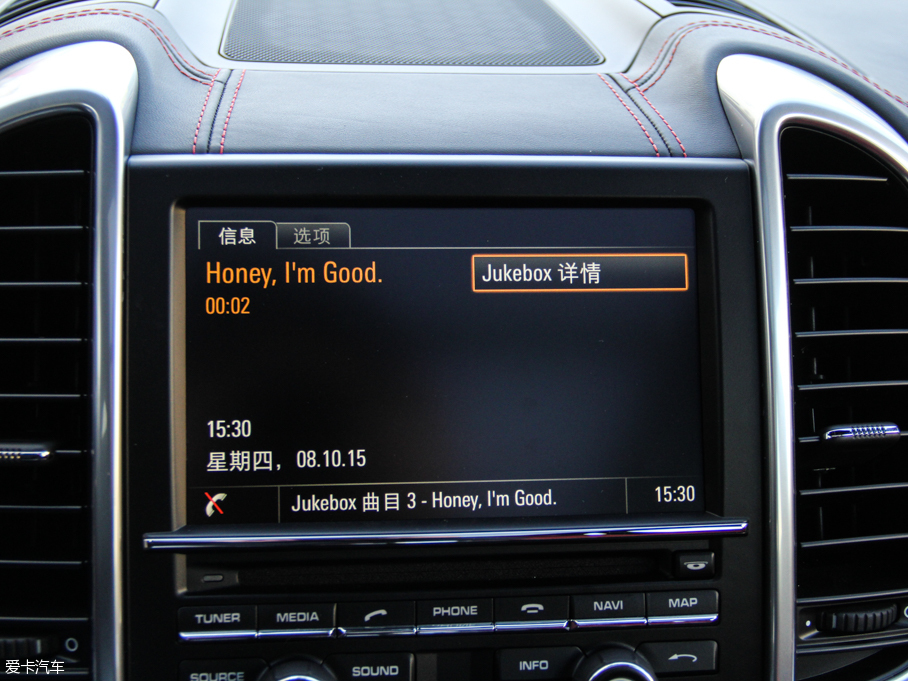 信息 选项
Honey, I'm Good.
Jukebox 详情
00:02
15:30
星期四, 08.10.15
Jukebox 曲目 3 - Honey, I'm Good.
15:30
TUNER MEDIA PHONE NAVI MAP
SOURCE SOUND INFO
爱卡汽车